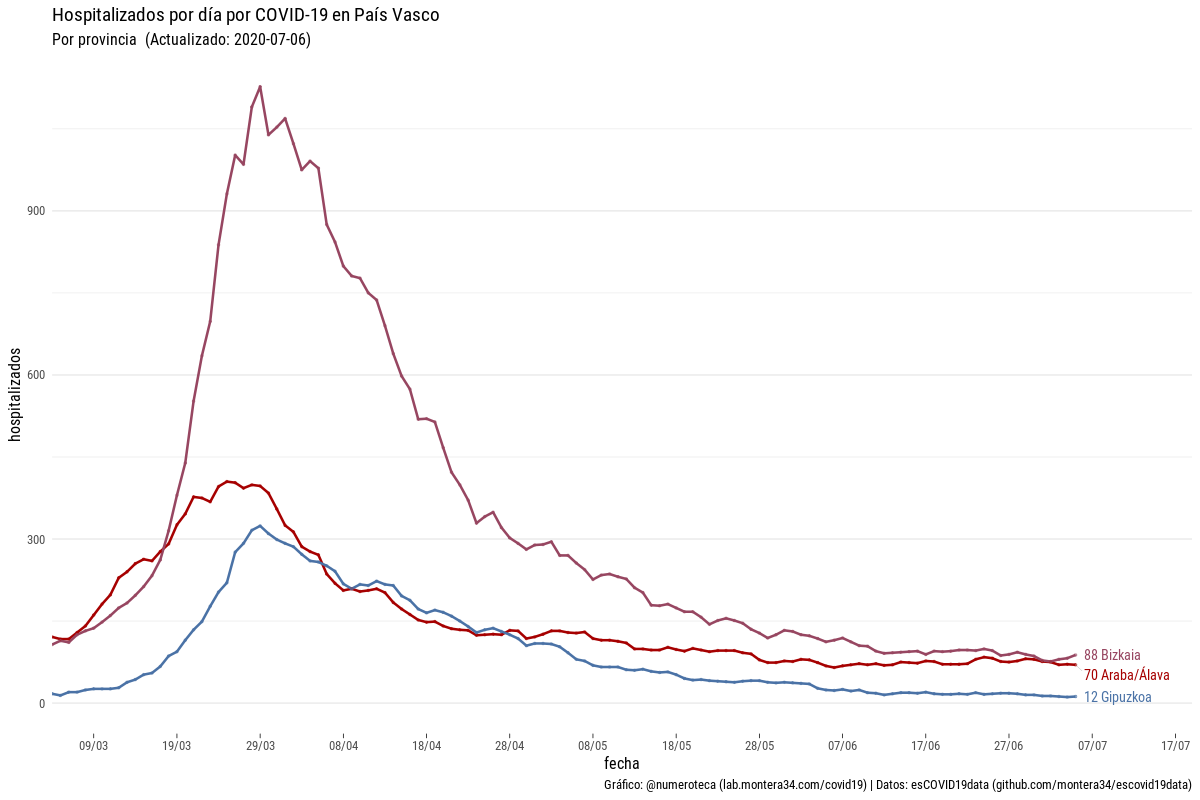 Hospitalizados por día por COVID-19 en País Vasco
Por provincia (Actualizado: 2020-07-06)
hospitalizados
900
600
300
0
88 Bizkaia
70 Araba/Álava
12 Gipuzkoa
09/03 19/03 29/03 08/04 18/04 28/04 08/05 18/05 28/05 07/06 17/06 27/06 07/07 17/07
fecha
Gráfico: @numeroteca (lab.montera34.com/covid19) | Datos: esCOVID19data (github.com/montera34/escovid19data)